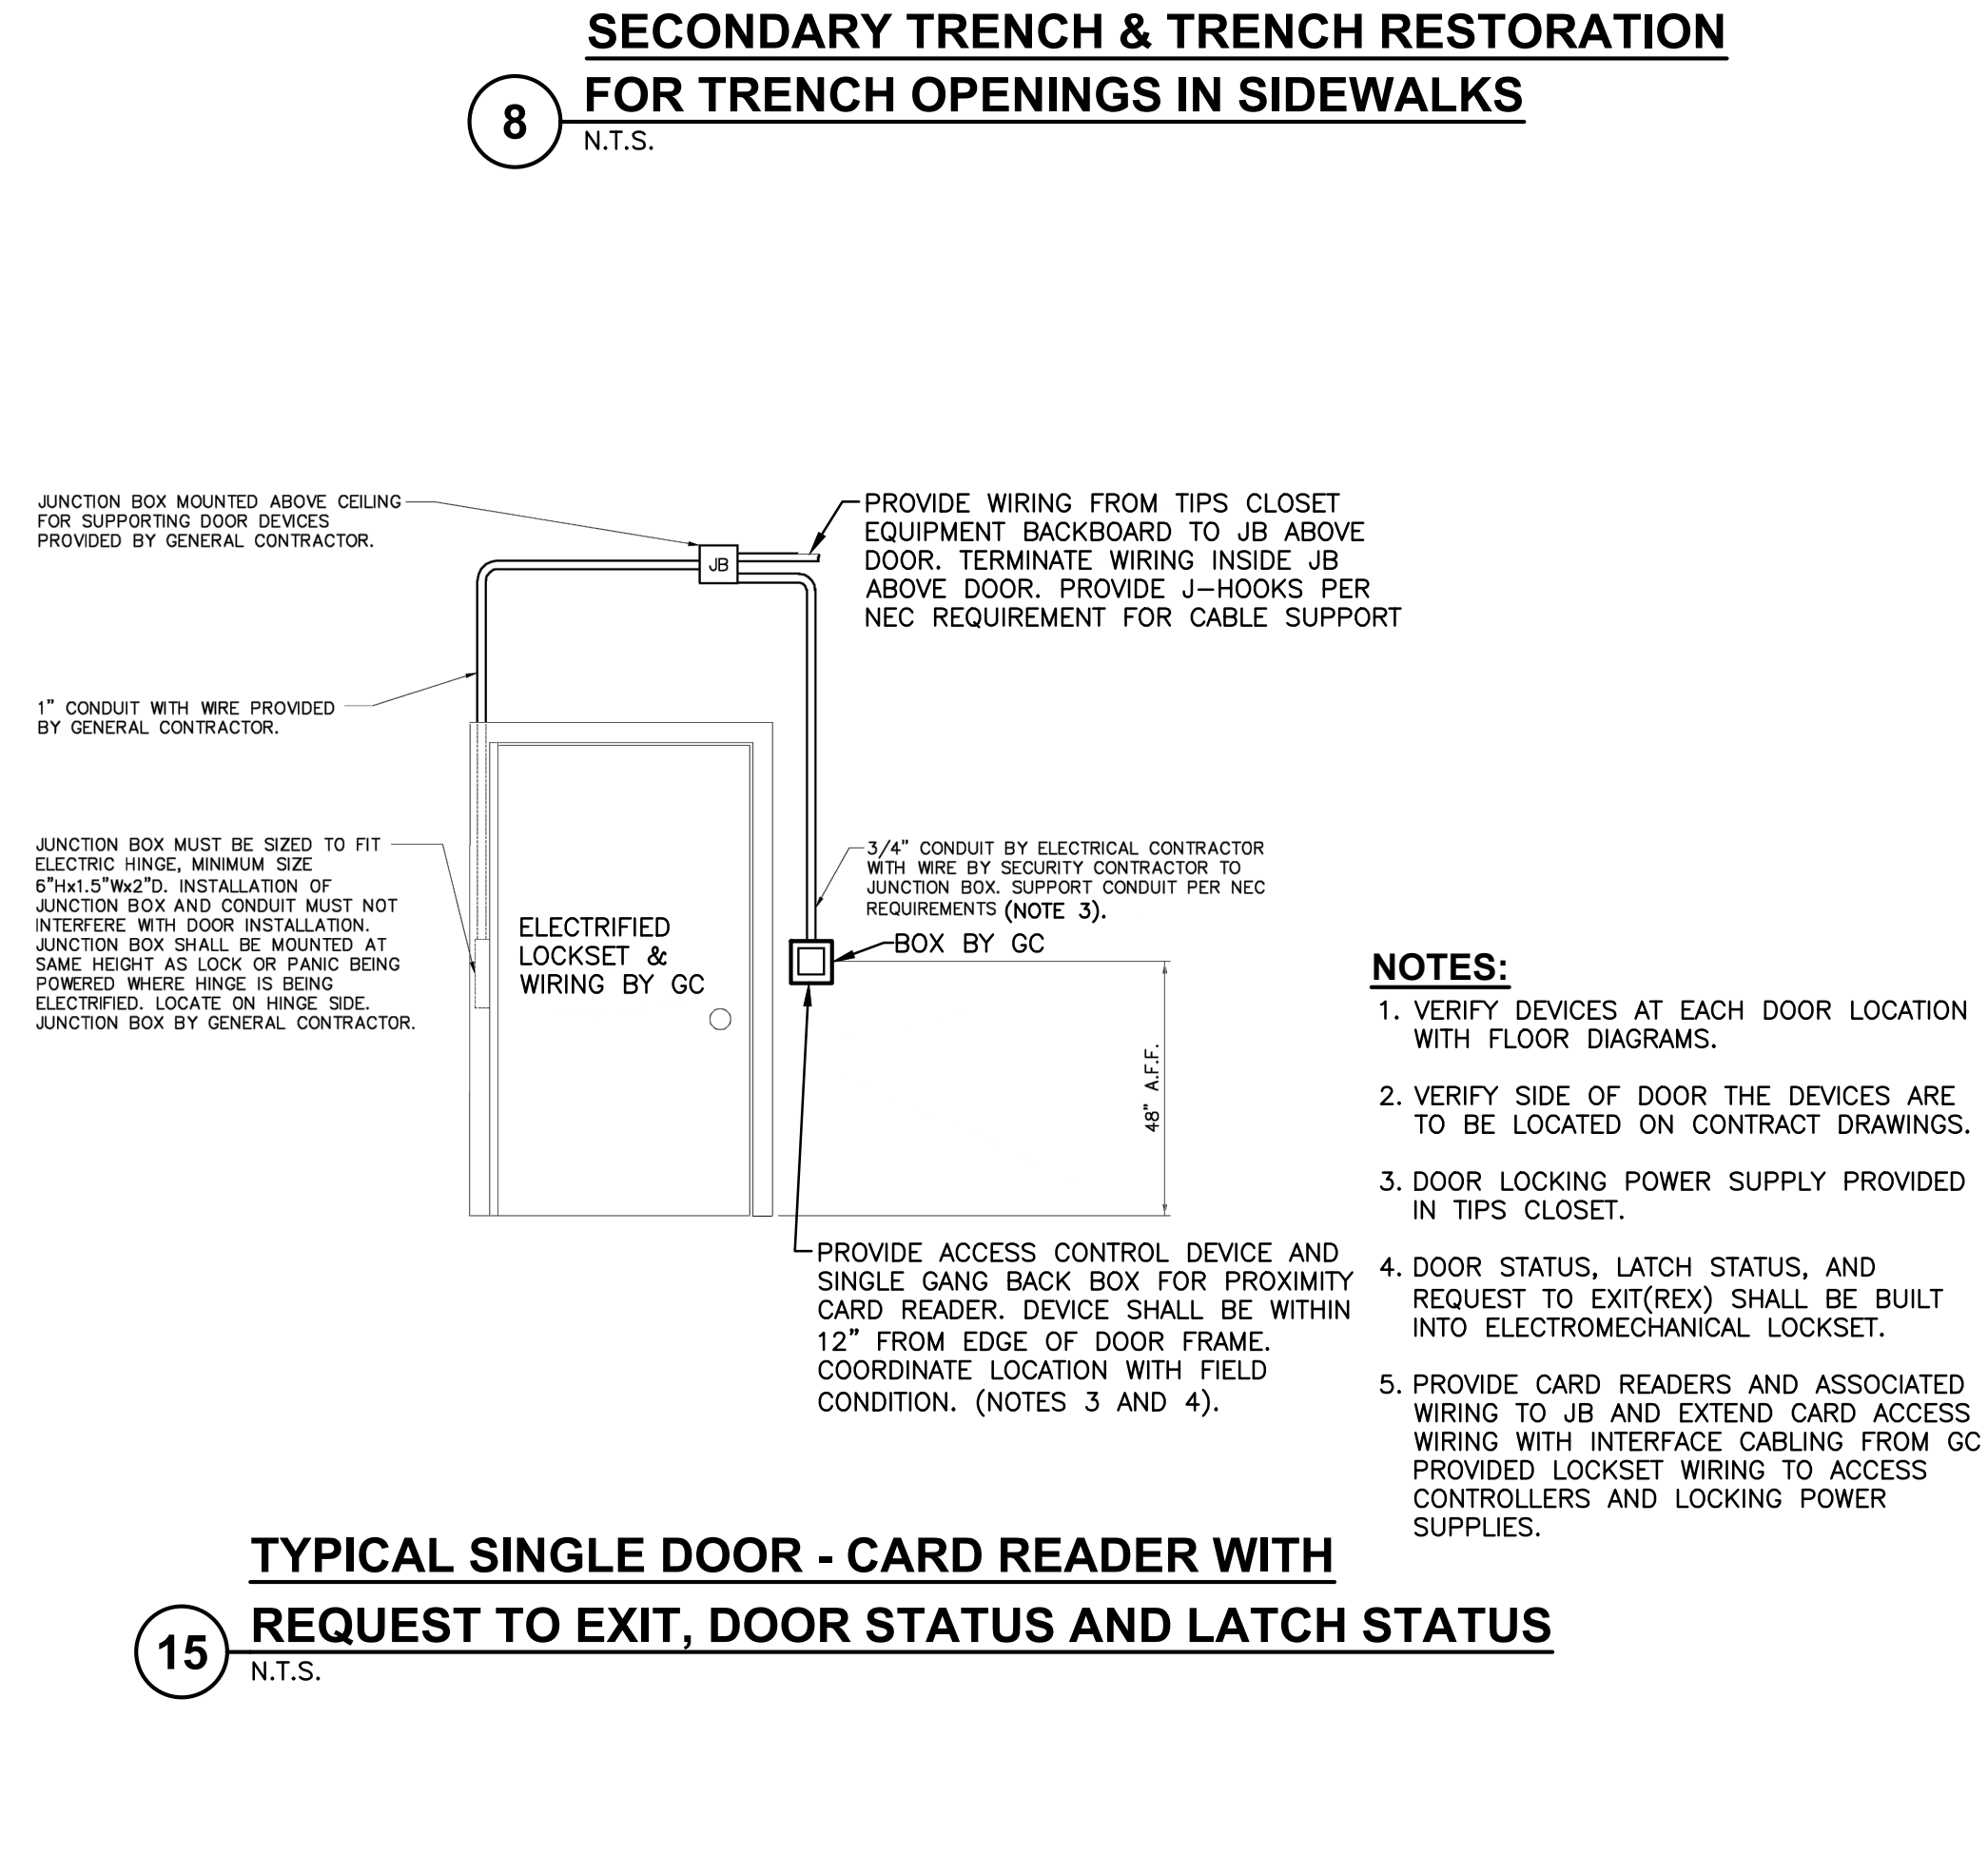 SECONDARY TRENCH & TRENCH RESTORATION
FOR TRENCH OPENINGS IN SIDEWALKS
8
N.T.S.
JUNCTION BOX MOUNTED ABOVE CEILING
FOR SUPPORTING DOOR DEVICES
PROVIDED BY GENERAL CONTRACTOR.
JB
PROVIDE WIRING FROM TIPS CLOSET
EQUIPMENT BACKBOARD TO JB ABOVE
DOOR. TERMINATE WIRING INSIDE JB
ABOVE DOOR. PROVIDE J-HOOKS PER
NEC REQUIREMENT FOR CABLE SUPPORT
1" CONDUIT WITH WIRE PROVIDED
BY GENERAL CONTRACTOR.
JUNCTION BOX MUST BE SIZED TO FIT
ELECTRIC HINGE, MINIMUM SIZE
6"Hx1.5"Wx2"D. INSTALLATION OF
JUNCTION BOX AND CONDUIT MUST NOT
INTERFERE WITH DOOR INSTALLATION.
JUNCTION BOX SHALL BE MOUNTED AT
SAME HEIGHT AS LOCK OR PANIC BEING
POWERED WHERE HINGE IS BEING
ELECTRIFIED. LOCATE ON HINGE SIDE.
JUNCTION BOX BY GENERAL CONTRACTOR.
ELECTRIFIED
LOCKSET &
WIRING BY GC
3/4" CONDUIT BY ELECTRICAL CONTRACTOR
WITH WIRE BY SECURITY CONTRACTOR TO
JUNCTION BOX. SUPPORT CONDUIT PER NEC
REQUIREMENTS (NOTE 3).
BOX BY GC
48" A.F.F.
PROVIDE ACCESS CONTROL DEVICE AND
SINGLE GANG BACK BOX FOR PROXIMITY
CARD READER. DEVICE SHALL BE WITHIN
12" FROM EDGE OF DOOR FRAME.
COORDINATE LOCATION WITH FIELD
CONDITION. (NOTES 3 AND 4).
NOTES:
1. VERIFY DEVICES AT EACH DOOR LOCATION
WITH FLOOR DIAGRAMS.
2. VERIFY SIDE OF DOOR THE DEVICES ARE
TO BE LOCATED ON CONTRACT DRAWINGS.
3. DOOR LOCKING POWER SUPPLY PROVIDED
IN TIPS CLOSET.
4. DOOR STATUS, LATCH STATUS, AND
REQUEST TO EXIT(REX) SHALL BE BUILT
INTO ELECTROMECHANICAL LOCKSET.
5. PROVIDE CARD READERS AND ASSOCIATED
WIRING TO JB AND EXTEND CARD ACCESS
WIRING WITH INTERFACE CABLING FROM GC
PROVIDED LOCKSET WIRING TO ACCESS
CONTROLLERS AND LOCKING POWER
SUPPLIES.
TYPICAL SINGLE DOOR - CARD READER WITH
REQUEST TO EXIT, DOOR STATUS AND LATCH STATUS
15
N.T.S.